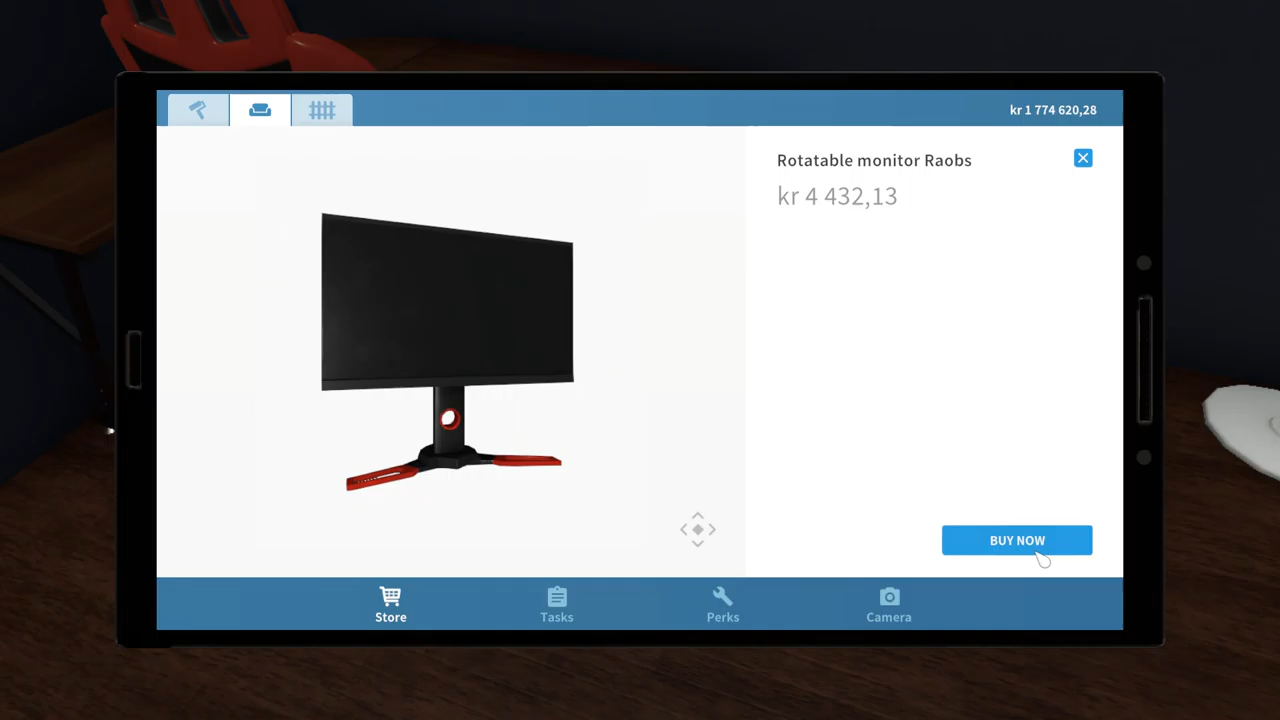 kr 1 774 620,28
Rotatable monitor Raobs
kr 4 432,13
BUY NOW
Store
Tasks
Perks
Camera